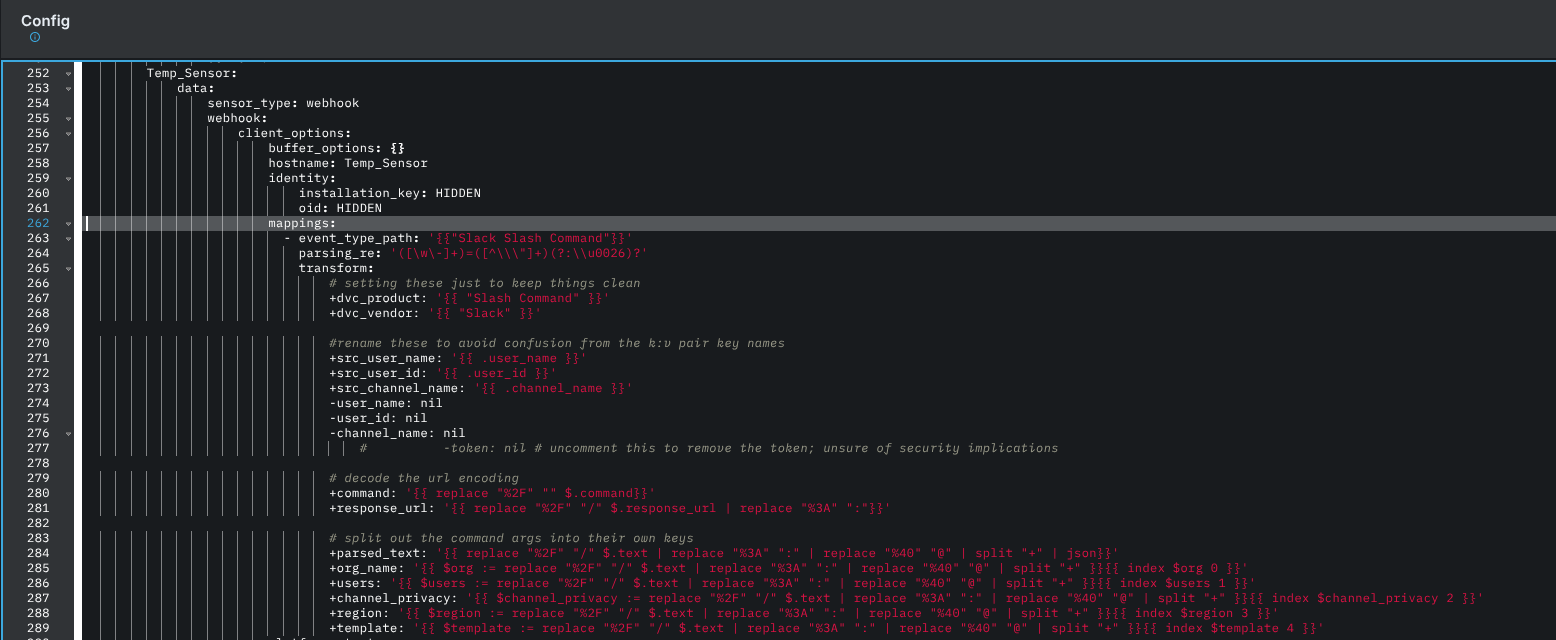 Config
252 Temp_Sensor:
253 data:
254 sensor_type: webhook
255 webhook:
256 client_options:
257 buffer_options: {}
258 hostname: Temp_Sensor
259 identity:
260 installation_key: HIDDEN
261 oid: HIDDEN
262 mappings:
263 - event_type_path: '{{"Slack Slash Command"}}'
264 parsing_re: '([\w\-]+)=([^\\\"]+)(?:\\u0026)?'
265 transform:
266 # setting these just to keep things clean
267 +dvc_product: '{{ "Slash Command" }}'
268 +dvc_vendor: '{{ "Slack" }}'
269
270 #rename these to avoid confusion from the k:v pair key names
271 +src_user_name: '{{ .user_name }}'
272 +src_user_id: '{{ .user_id }}'
273 +src_channel_name: '{{ .channel_name }}'
274 -user_name: nil
275 -user_id: nil
276 -channel_name: nil
277 # -token: nil # uncomment this to remove the token; unsure of security implications
278
279 # decode the url encoding
280 +command: '{{ replace "%2F" "" $.command}}'
281 +response_url: '{{ replace "%2F" "/" $.response_url | replace "%3A" ":"}}'
282
283 # split out the command args into their own keys
284 +parsed_text: '{{ replace "%2F" "/" $.text | replace "%3A" ":" | replace "%40" "@" | split "+" | json}}'
285 +org_name: '{{ $org := replace "%2F" "/" $.text | replace "%3A" ":" | replace "%40" "@" | split "+" }}{{ index $org 0 }}'
286 +users: '{{ $users := replace "%2F" "/" $.text | replace "%3A" ":" | replace "%40" "@" | split "+" }}{{ index $users 1 }}'
287 +channel_privacy: '{{ $channel_privacy := replace "%2F" "/" $.text | replace "%3A" ":" | replace "%40" "@" | split "+" }}{{ index $channel_privacy 2 }}'
288 +region: '{{ $region := replace "%2F" "/" $.text | replace "%3A" ":" | replace "%40" "@" | split "+" }}{{ index $region 3 }}'
289 +template: '{{ $template := replace "%2F" "/" $.text | replace "%3A" ":" | replace "%40" "@" | split "+" }}{{ index $template 4 }}'